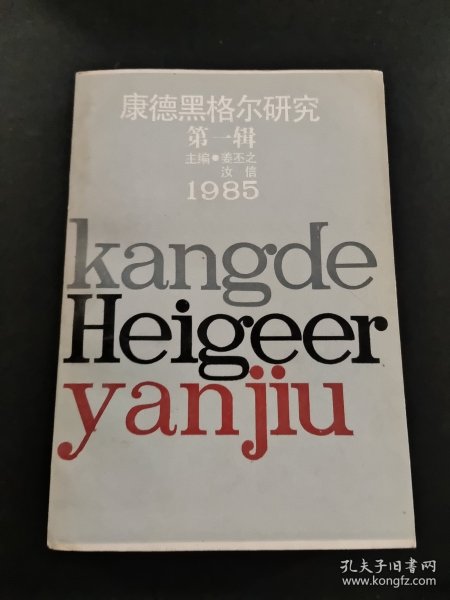 康德黑格尔研究
第一辑
主编●姜丕之
汝信
1985
kangde
Heigeer
yanjiu
孔夫子旧书网
www.kongfz.com